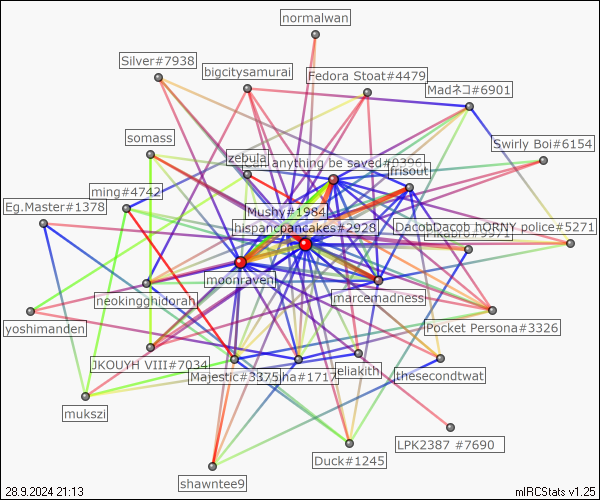 normalwan
Silver#7938
bigcitysamurai
Fedora Stoat#4479
Madネコ#6901
somass
Swirly Boi#6154
zebula
anything be saved#0396
frisout
ming#4742
Eg.Master#1378
Mushy#1984
hispancpancakes#2928
DacobDacob hORNY police#5271
moonraven
marcemadness
neokingghidorah
yoshimanden
Pocket Persona#3326
JKOUYH VIII#7034
Majestic#3375
ha#1717
eliakith
thesecondtwat
mukszi
LPK2387 #7690
Duck#1245
shawntee9
28.9.2024 21:13
mIRCStats v1.25